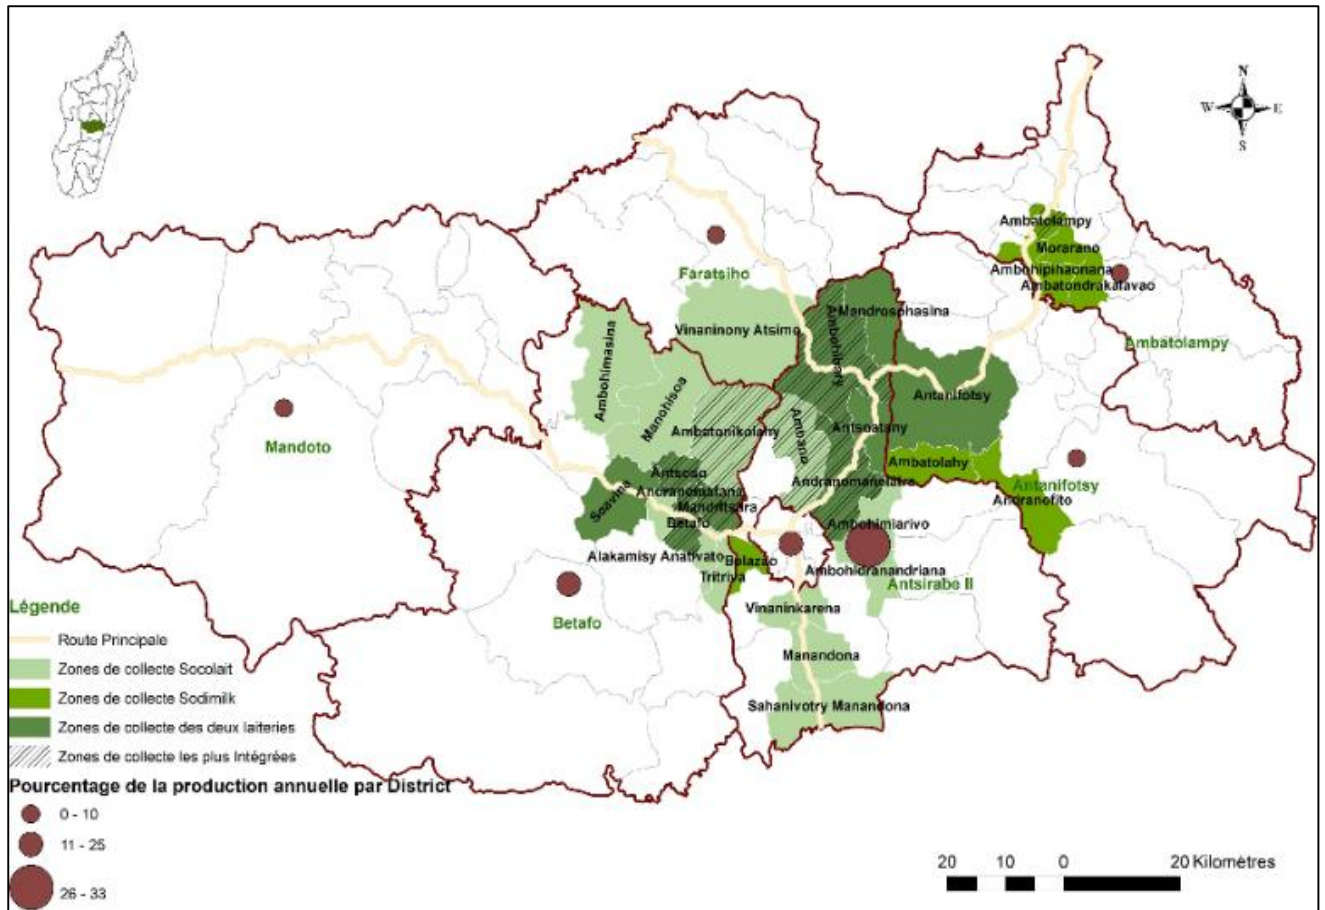 N
W E
S
Ambatolampy
Morarano
Ambohipihaonana
Ambatondrakalavao
Faratsiho
Mandrosphasina
Vinaninony Atsimo
Ambohibary
Ambatolampy
Ambohimasina
Manohisoa
Antanifotsy
Ambatonikolahy
Ambano
Antsoatany
Mandoto
Ambatolahy
Antsoso
Andranomanelatra
Antanifotsy
Soavina
Andranomafana
Andranofito
Mandritsara
Betafo
Ambohimiarivo
Alakamisy Anativato
Belazao
Ambohidranandriana
Tritriva
Antsirabe II
Légende
Vinaninkarena
Betafo
Route Principale
Manandona
Zones de collecte Socolait
Zones de collecte Sodimilk
Sahanivotry Manandona
Zones de collecte des deux laiteries
Zones de collecte les plus Intégrées
Pourcentage de la production annuelle par District
0 - 10
11 - 25
26 - 33
20 10 0 20 Kilomètres